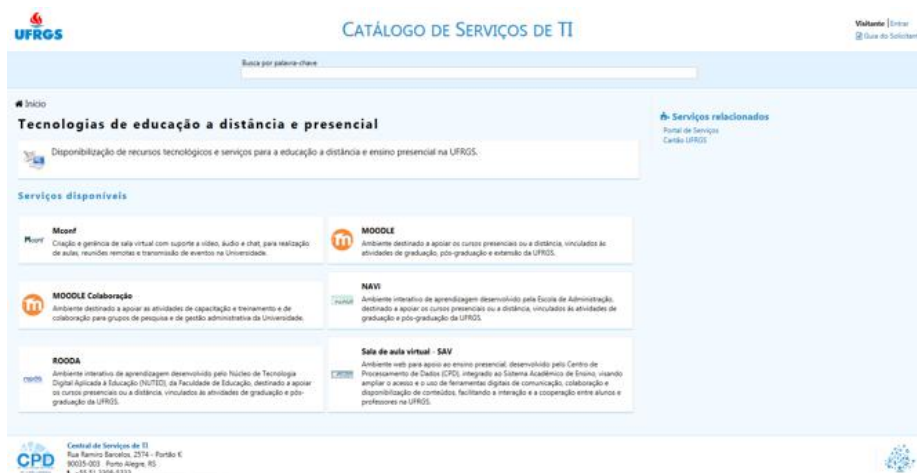 UFRGS
CATÁLOGO DE SERVIÇOS DE TI
Visitante | Entrar
Guia do Solicitant
Busca por palavra-chave
Início
Tecnologias de educação a distância e presencial
Disponibilização de recursos tecnológicos e serviços para a educação a distância e ensino presencial na UFRGS.
Serviços relacionados
Portal de Serviços
Cartão UFRGS
Serviços disponíveis
Mconf
Mconf
Criação e gerência de sala virtual com suporte a vídeo, áudio e chat, para realização
de aulas, reuniões remotas e transmissão de eventos na Universidade.
MOODLE
Ambiente destinado a apoiar os cursos presenciais ou a distância, vinculados às
atividades de graduação, pós-graduação e extensão da UFRGS.
MOODLE Colaboração
Ambiente destinado a apoiar as atividades de capacitação e treinamento e de
colaboração para grupos de pesquisa e de gestão administrativa da Universidade.
NAVI
Ambiente interativo de aprendizagem desenvolvido pela Escola de Administração,
destinado a apoiar os cursos presenciais ou a distância, vinculados às atividades de
graduação e pós-graduação da UFRGS.
ROODA
Ambiente interativo de aprendizagem desenvolvido pelo Núcleo de Tecnologia
Digital Aplicada à Educação (NUTED), da Faculdade de Educação, destinado a apoiar
os cursos presenciais ou a distância, vinculados às atividades de graduação e pós-
graduação da UFRGS.
Sala de aula virtual - SAV
Ambiente web para apoio ao ensino presencial, desenvolvido pelo Centro de
Processamento de Dados (CPD), integrado ao Sistema Acadêmico de Ensino, visando
ampliar o acesso e o uso de ferramentas digitais de comunicação, colaboração e
disponibilização de conteúdos, facilitando a interação e a cooperação entre alunos e
professores na UFRGS.
CPD
Central de Serviços de TI
Rua Ramiro Barcelos, 2574 - Portão K
90035-003 Porto Alegre, RS